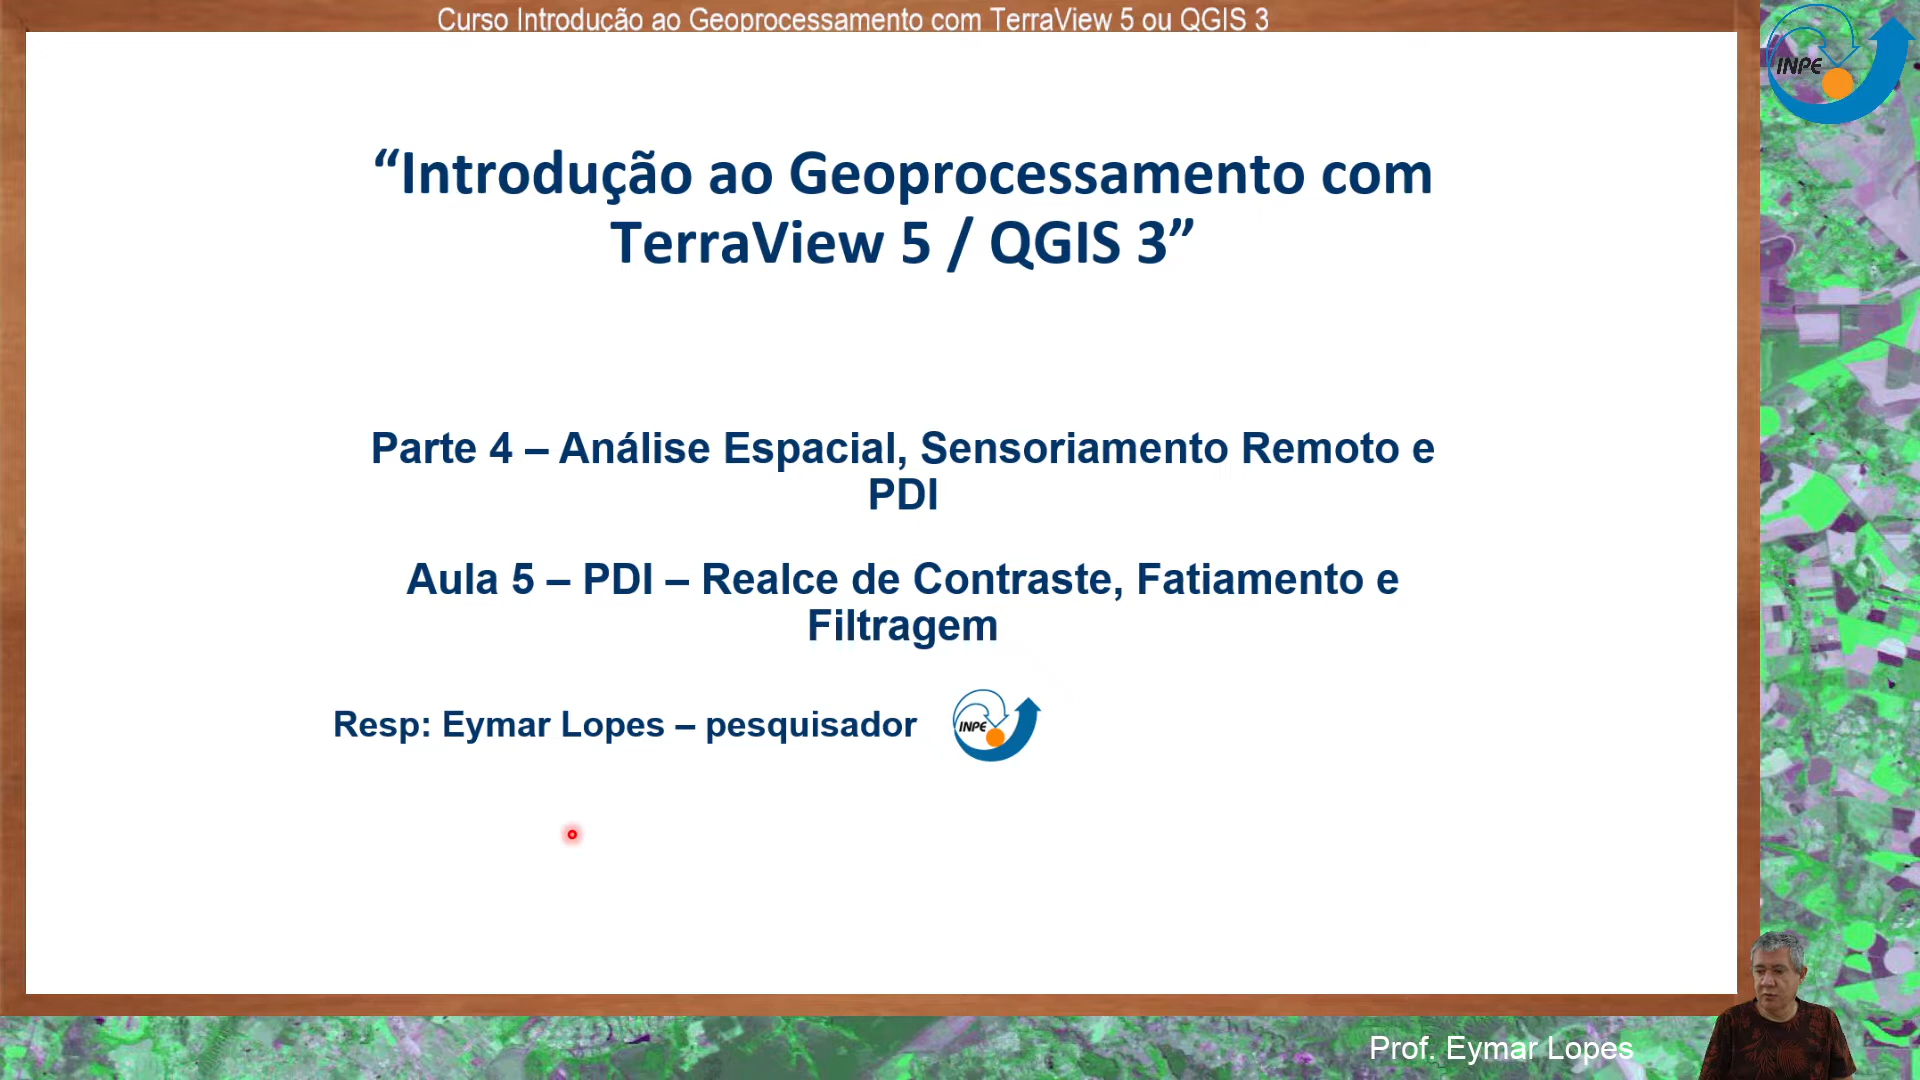 Curso Introdução ao Geoprocessamento com TerraView 5 ou QGIS 3
INPE
“Introdução ao Geoprocessamento com
TerraView 5 / QGIS 3”
Parte 4 – Análise Espacial, Sensoriamento Remoto e
PDI
Aula 5 – PDI – Realce de Contraste, Fatiamento e
Filtragem
Resp: Eymar Lopes – pesquisador
INPE
Prof. Eymar Lopes